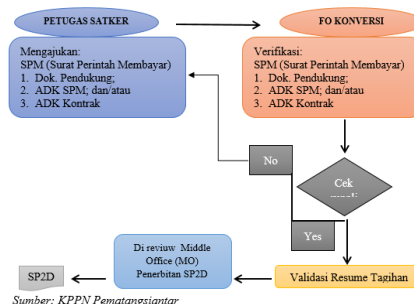 PETUGAS SATKER
FO KONVERSI
Mengajukan:
SPM (Surat Perintah Membayar)
1. Dok. Pendukung;
2. ADK SPM; dan/atau
3. ADK Kontrak
Verifikasi:
SPM (Surat Perintah Membayar)
1. Dok. Pendukung;
2. ADK SPM; dan/atau
3. ADK Kontrak
No
Cek
Yes
Di reviuw Middle
Office (MO)
Penerbitan SP2D
SP2D
Validasi Resume Tagihan
Sumber: KPPN Pematangsiantar